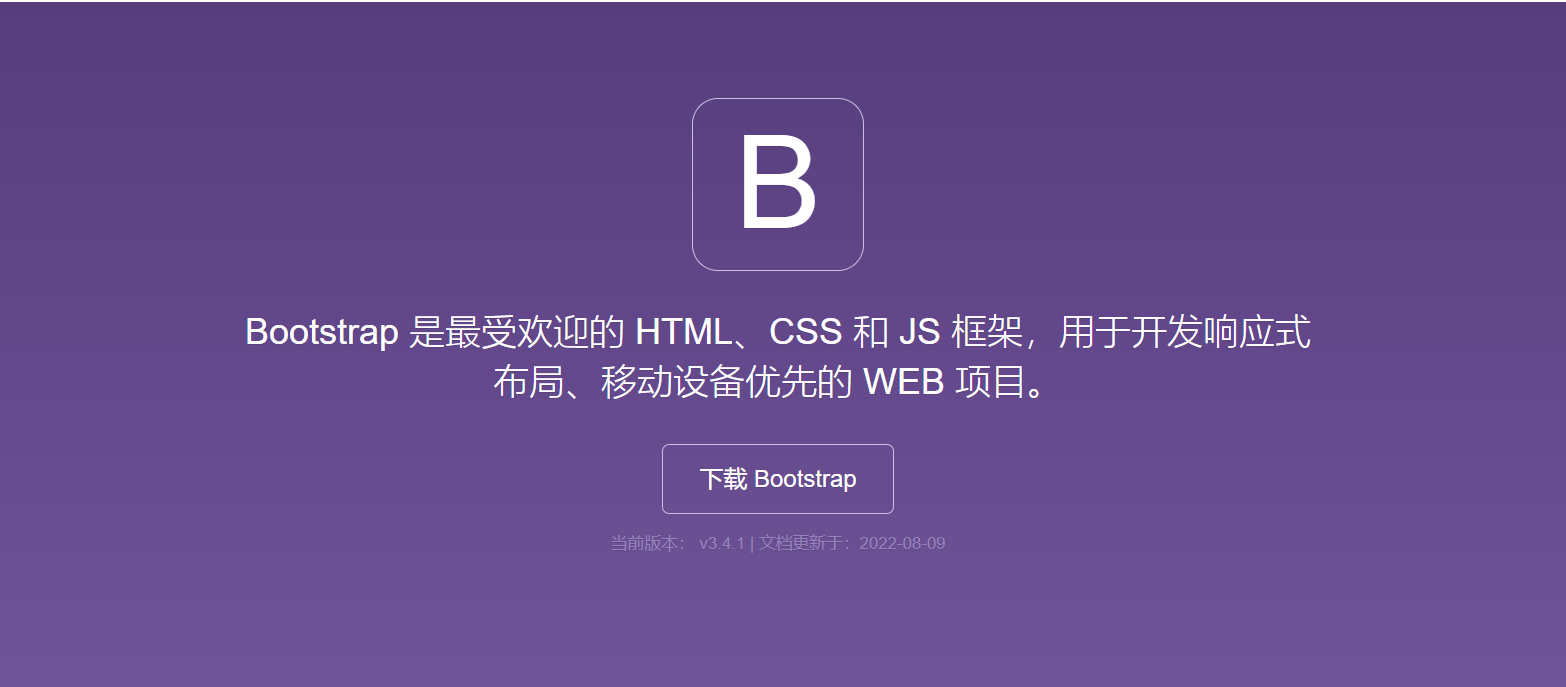 B
Bootstrap 是最受欢迎的 HTML、CSS 和 JS 框架，用于开发响应式
布局、移动设备优先的 WEB 项目。
下载 Bootstrap
当前版本： v3.4.1 | 文档更新于：2022-08-09